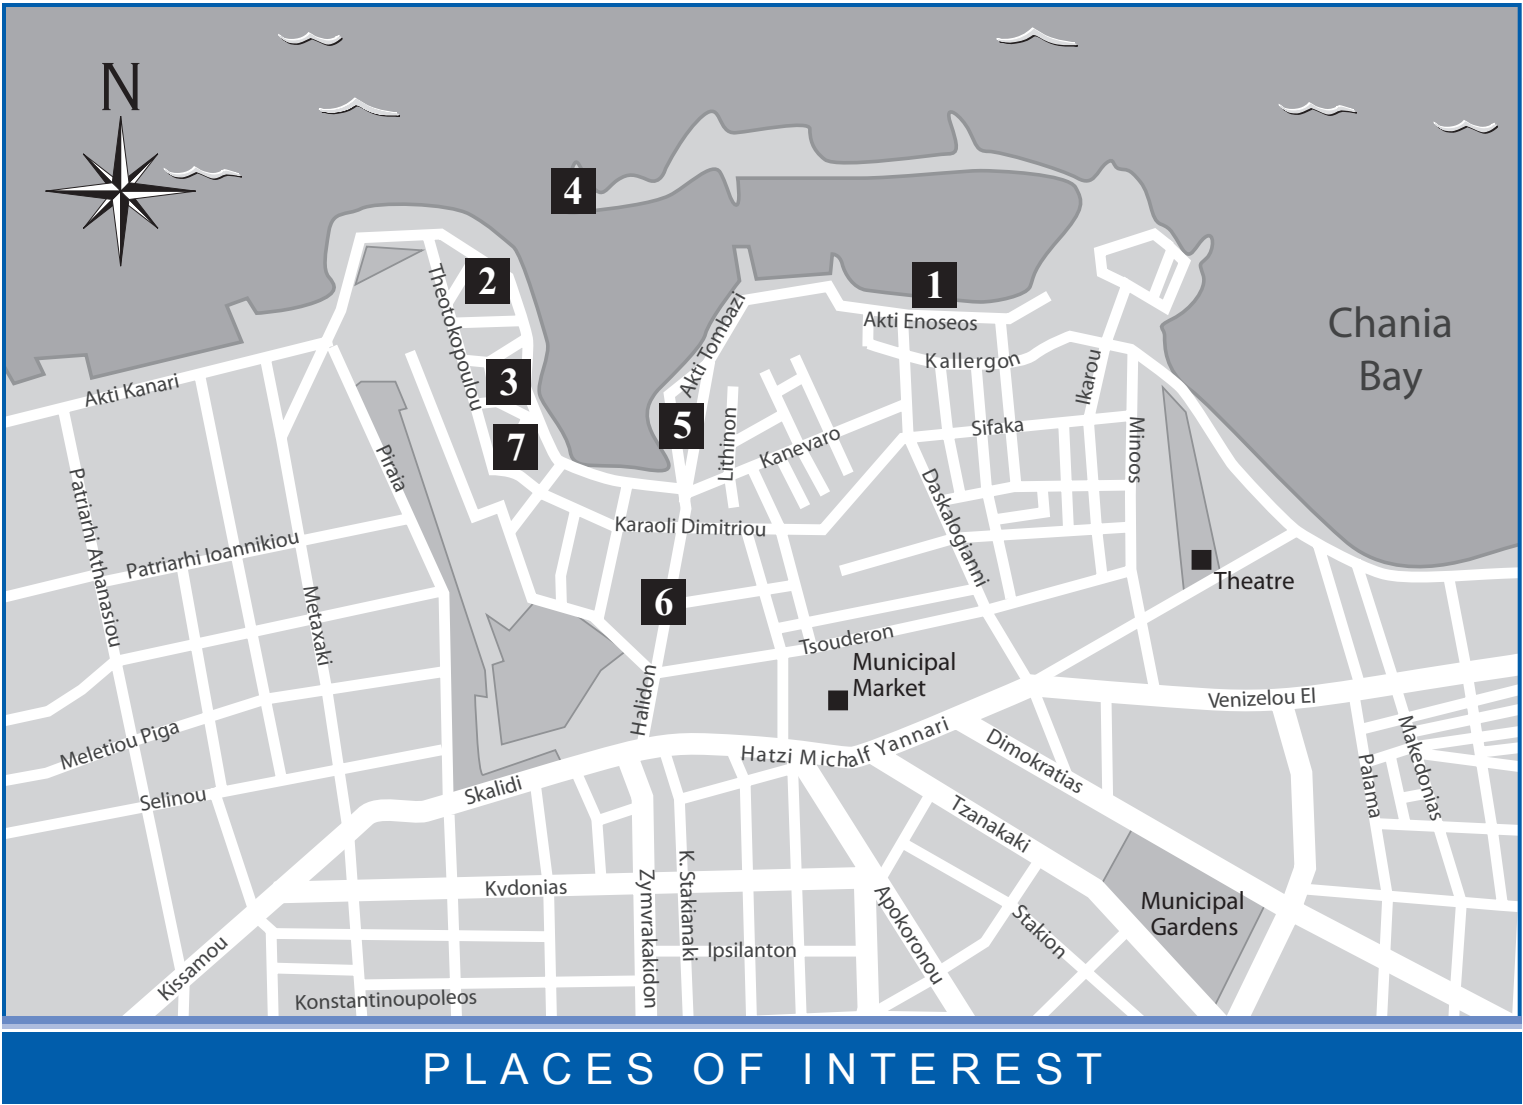 N
4
2
1
Akti Enoseos
Theotokopoulou
Akti Tombazi
Chania
Bay
Kallergon
Ikarou
3
Akti Kanari
5
Lithinon
Kanevaro
Sifaka
Minoos
7
Piraia
Patriarhi Athanasiou
Daskalogianni
Karaoli Dimitriou
Patriarhi Ioannikiou
Theatre
6
Metaxaki
Tsouderon
Municipal
Market
Halidon
Venizelou El
Meletiou Piga
Hatzi Michalf Yannari
Dimokratias
Makedonias
Palama
Selinou
Skalidi
Tzanakaki
Kvdonias
Zymvrakakidon
K. Stakianaki
Apokoronou
Municipal
Gardens
Stakion
Ipsilanton
Kissamou
Konstantinoupoleos
PLACES OF INTEREST